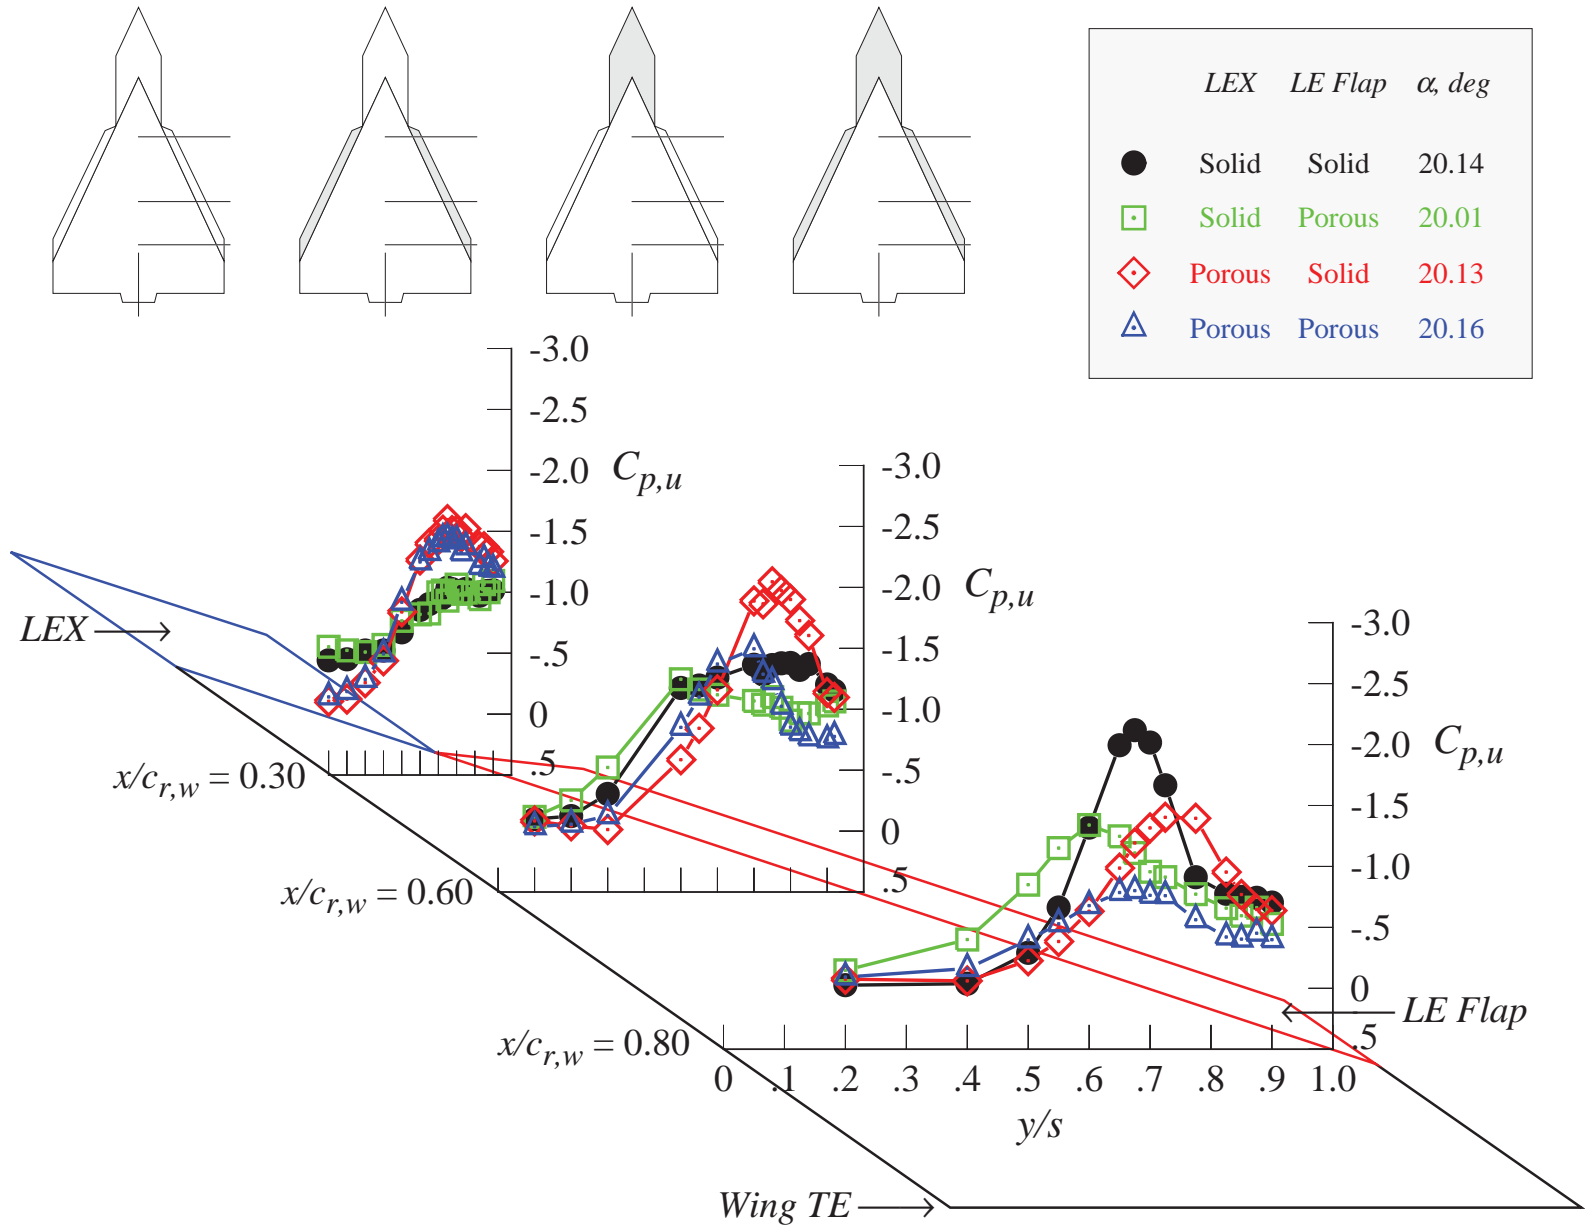 LEX LE Flap α, deg
Solid Solid 20.14
Solid Porous 20.01
Porous Solid 20.13
Porous Porous 20.16
-3.0
-2.5
-2.0
-1.5
-1.0
-.5
0
.5
Cp,u
LEX
x/cr,w = 0.30
-3.0
-2.5
-2.0
-1.5
-1.0
-.5
0
.5
Cp,u
x/cr,w = 0.60
-3.0
-2.5
-2.0
-1.5
-1.0
-.5
0
.5
Cp,u
LE Flap
x/cr,w = 0.80
0 .1 .2 .3 .4 .5 .6 .7 .8 .9 1.0
y/s
Wing TE